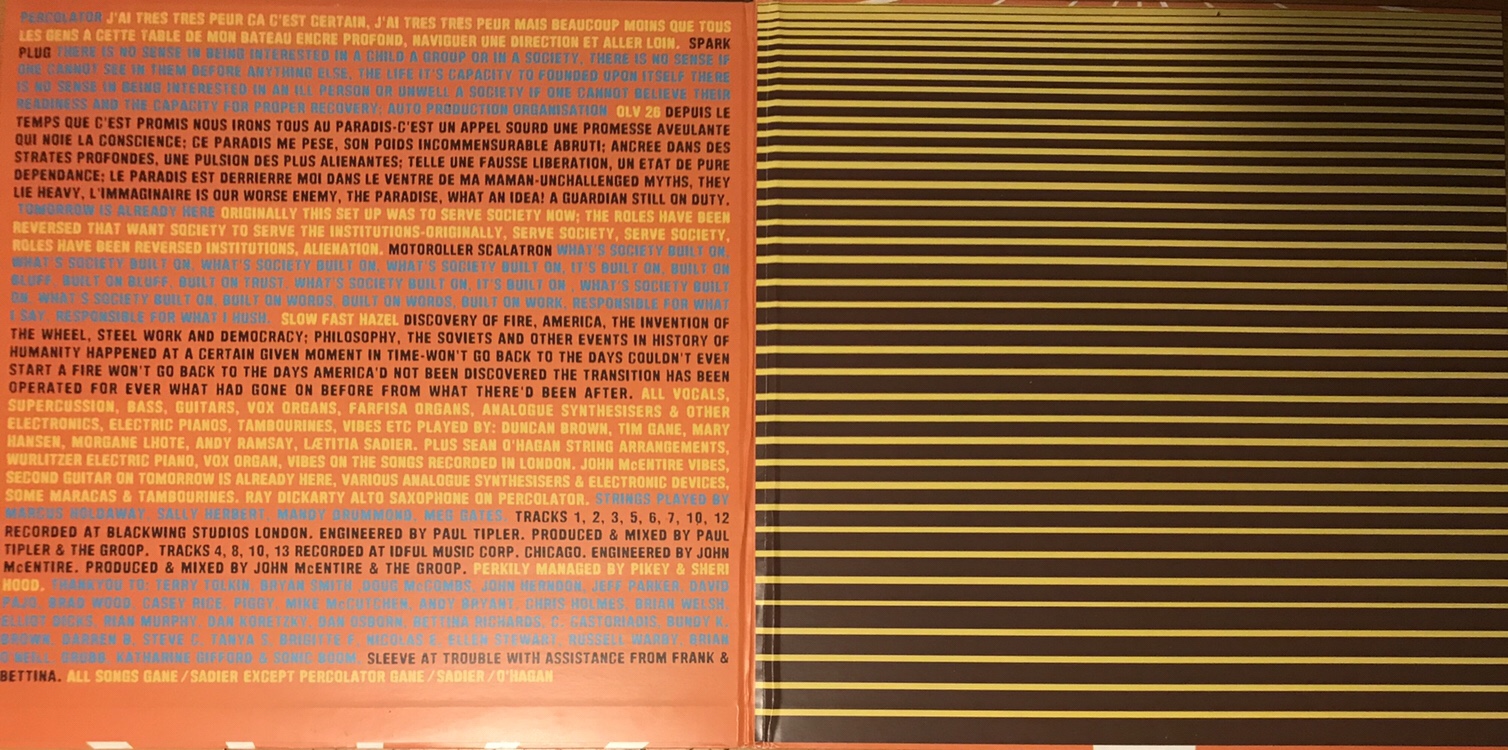 PERCOLATOR J'AI TRES TRES PEUR CA C'EST CERTAIN, J'AI TRES TRES PEUR MAIS BEAUCOUP MOINS QUE TOUS
LES GENS A CETTE TABLE DE MON BATEAU ENCRE PROFOND, NAVIGUER UNE DIRECTION ET ALLER LOIN. SPARK
PLUG THERE IS NO SENSE IN BEING INTERESTED IN A CHILD A GROUP OR IN A SOCIETY, THERE IS NO SENSE IF
ONE CANNOT SEE IN THEM BEFORE ANYTHING ELSE, THE LIFE IT'S CAPACITY TO FOUNDED UPON ITSELF THERE
IS NO SENSE IN BEING INTERESTED IN AN ILL PERSON OR UNWELL A SOCIETY IF ONE CANNOT BELIEVE THEIR
READINESS AND THE CAPACITY FOR PROPER RECOVERY; AUTO PRODUCTION ORGANISATION OLV 26 DEPUIS LE
TEMPS QUE C'EST PROMIS NOUS IRONS TOUS AU PARADIS-C'EST UN APPEL SOURD UNE PROMESSE AVEULANTE
QUI NOIE LA CONSCIENCE; CE PARADIS ME PESE, SON POIDS INCOMMENSURABLE ABRUTI; ANCREE DANS DES
STRATES PROFONDES, UNE PULSION DES PLUS ALIENANTES; TELLE UNE FAUSSE LIBERATION, UN ETAT DE PURE
DEPENDANCE; LE PARADIS EST DERRIERRE MOI DANS LE VENTRE DE MA MAMAN-UNCHALLENGED MYTHS, THEY
LIE HEAVY, L'IMMAGINAIRE IS OUR WORSE ENEMY, THE PARADISE, WHAT AN IDEA! A GUARDIAN STILL ON DUTY.
TOMORROW IS ALREADY HERE ORIGINALLY THIS SET UP WAS TO SERVE SOCIETY NOW; THE ROLES HAVE BEEN
REVERSED THAT WANT SOCIETY TO SERVE THE INSTITUTIONS-ORIGINALLY, SERVE SOCIETY, SERVE SOCIETY,
ROLES HAVE BEEN REVERSED INSTITUTIONS, ALIENATION. MOTOROLLER SCALATRON WHAT'S SOCIETY BUILT ON,
WHAT'S SOCIETY BUILT ON, WHAT'S SOCIETY BUILT ON, WHAT'S SOCIETY BUILT ON, IT'S BUILT ON, BUILT ON
BLUFF, BUILT ON BLUFF, BUILT ON TRUST, WHAT'S SOCIETY BUILT ON, IT'S BUILT ON , WHAT'S SOCIETY BUILT
ON, WHAT'S SOCIETY BUILT ON, BUILT ON WORDS, BUILT ON WORDS, BUILT ON WORK, RESPONSIBLE FOR WHAT
I SAY, RESPONSIBLE FOR WHAT I HUSH. SLOW FAST HAZEL DISCOVERY OF FIRE, AMERICA, THE INVENTION OF
THE WHEEL, STEEL WORK AND DEMOCRACY; PHILOSOPHY, THE SOVIETS AND OTHER EVENTS IN HISTORY OF
HUMANITY HAPPENED AT A CERTAIN GIVEN MOMENT IN TIME-WON'T GO BACK TO THE DAYS COULDN'T EVEN
START A FIRE WON'T GO BACK TO THE DAYS AMERICA'D NOT BEEN DISCOVERED THE TRANSITION HAS BEEN
OPERATED FOR EVER WHAT HAD GONE ON BEFORE FROM WHAT THERE'D BEEN AFTER. ALL VOCALS,
SUPERCUSSION, BASS, GUITARS, VOX ORGANS, FARFISA ORGANS, ANALOGUE SYNTHESISERS & OTHER
ELECTRONICS, ELECTRIC PIANOS, TAMBOURINES, VIBES ETC PLAYED BY: DUNCAN BROWN, TIM GANE, MARY
HANSEN, MORGANE LHOTE, ANDY RAMSAY, LÆTITIA SADIER. PLUS SEAN O'HAGAN STRING ARRANGEMENTS,
WURLITZER ELECTRIC PIANO, VOX ORGAN, VIBES ON THE SONGS RECORDED IN LONDON. JOHN McENTIRE VIBES,
SECOND GUITAR ON TOMORROW IS ALREADY HERE, VARIOUS ANALOGUE SYNTHESISERS & ELECTRONIC DEVICES,
SOME MARACAS & TAMBOURINES. RAY DICKARTY ALTO SAXOPHONE ON PERCOLATOR. STRINGS PLAYED BY
MARCUS HOLDAWAY, SALLY HERBERT, MANDY DRUMMOND, MEG GATES. TRACKS 1, 2, 3, 5, 6, 7, 10, 12
RECORDED AT BLACKWING STUDIOS LONDON. ENGINEERED BY PAUL TIPLER. PRODUCED & MIXED BY PAUL
TIPLER & THE GROOP. TRACKS 4, 8, 10, 13 RECORDED AT IDFUL MUSIC CORP. CHICAGO. ENGINEERED BY JOHN
McENTIRE. PRODUCED & MIXED BY JOHN McENTIRE & THE GROOP. PERKILY MANAGED BY PIKEY & SHERI
HOOD. THANKYOU TO: TERRY TOLKIN, BRYAN SMITH, DOUG McCOMBS, JOHN HERNDON, JEFF PARKER, DAVID
PAJO, BRAD WOOD, CASEY RICE, PIGGY, MIKE McCUTCHEN, ANDY BRYANT, CHRIS HOLMES, BRIAN WELSH,
ELLIOT DICKS, RIAN MURPHY, DAN KORETZKY, DAN OSBORN, BETTINA RICHARDS, C. CASTORIADIS, BUNDY K.
BROWN, DARREN B, STEVE C, TANYA S, BRIGITTE F, NICOLAS E, ELLEN STEWART, RUSSELL WARBY, BRIAN
O'NEILL, GRUBB, KATHARINE GIFFORD & SONIC BOOM. SLEEVE AT TROUBLE WITH ASSISTANCE FROM FRANK &
BETTINA. ALL SONGS GANE/SADIER EXCEPT PERCOLATOR GANE/SADIER/O'HAGAN